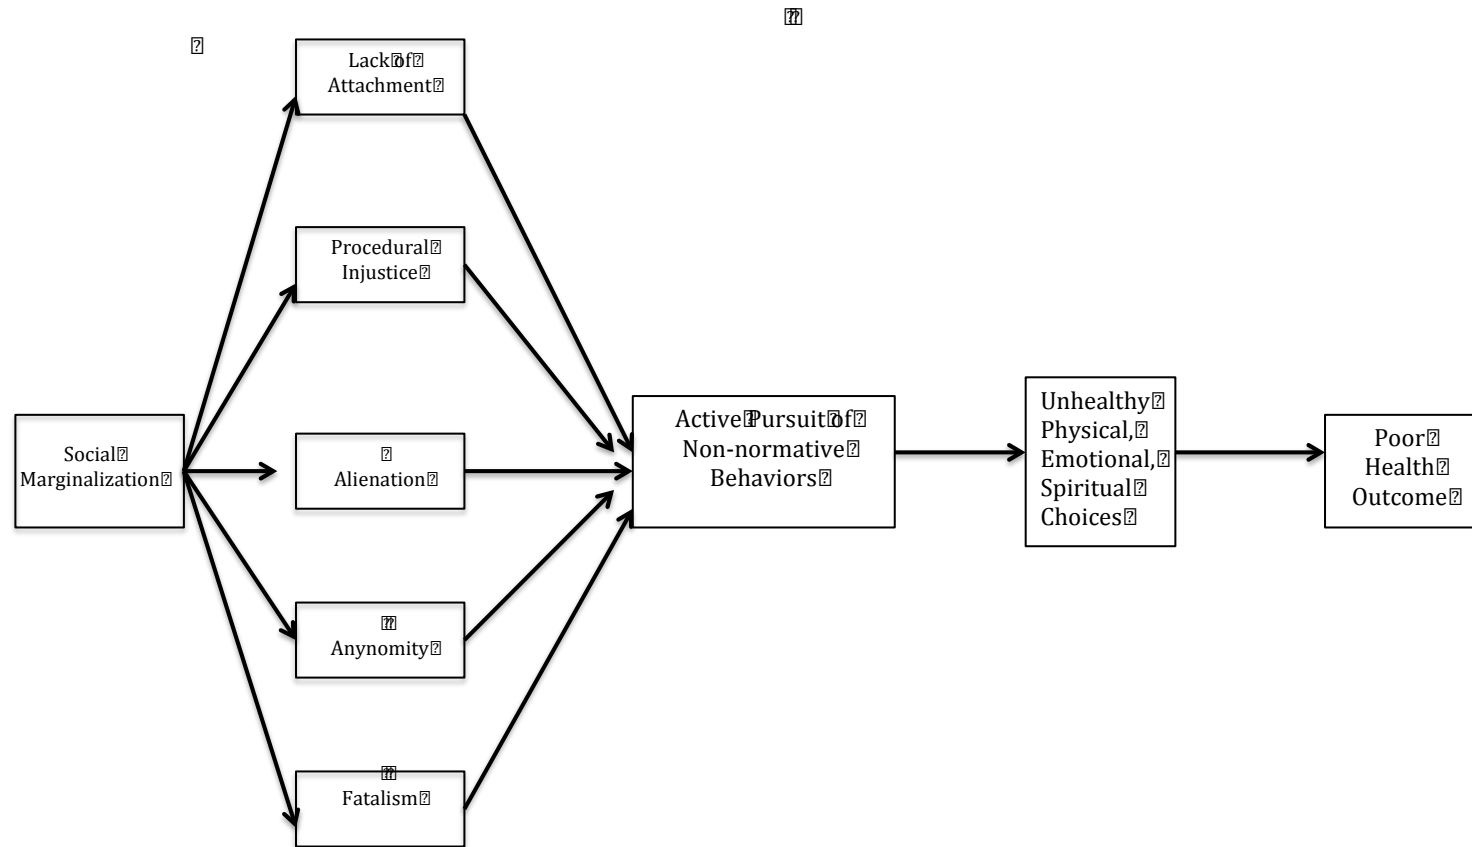 Lack of
Attachment
Procedural
Injustice
Social
Marginalization
Alienation
Anynomity
Fatalism
Active Pursuit of
Non-normative
Behaviors
Unhealthy
Physical,
Emotional,
Spiritual
Choices
Poor
Health
Outcome